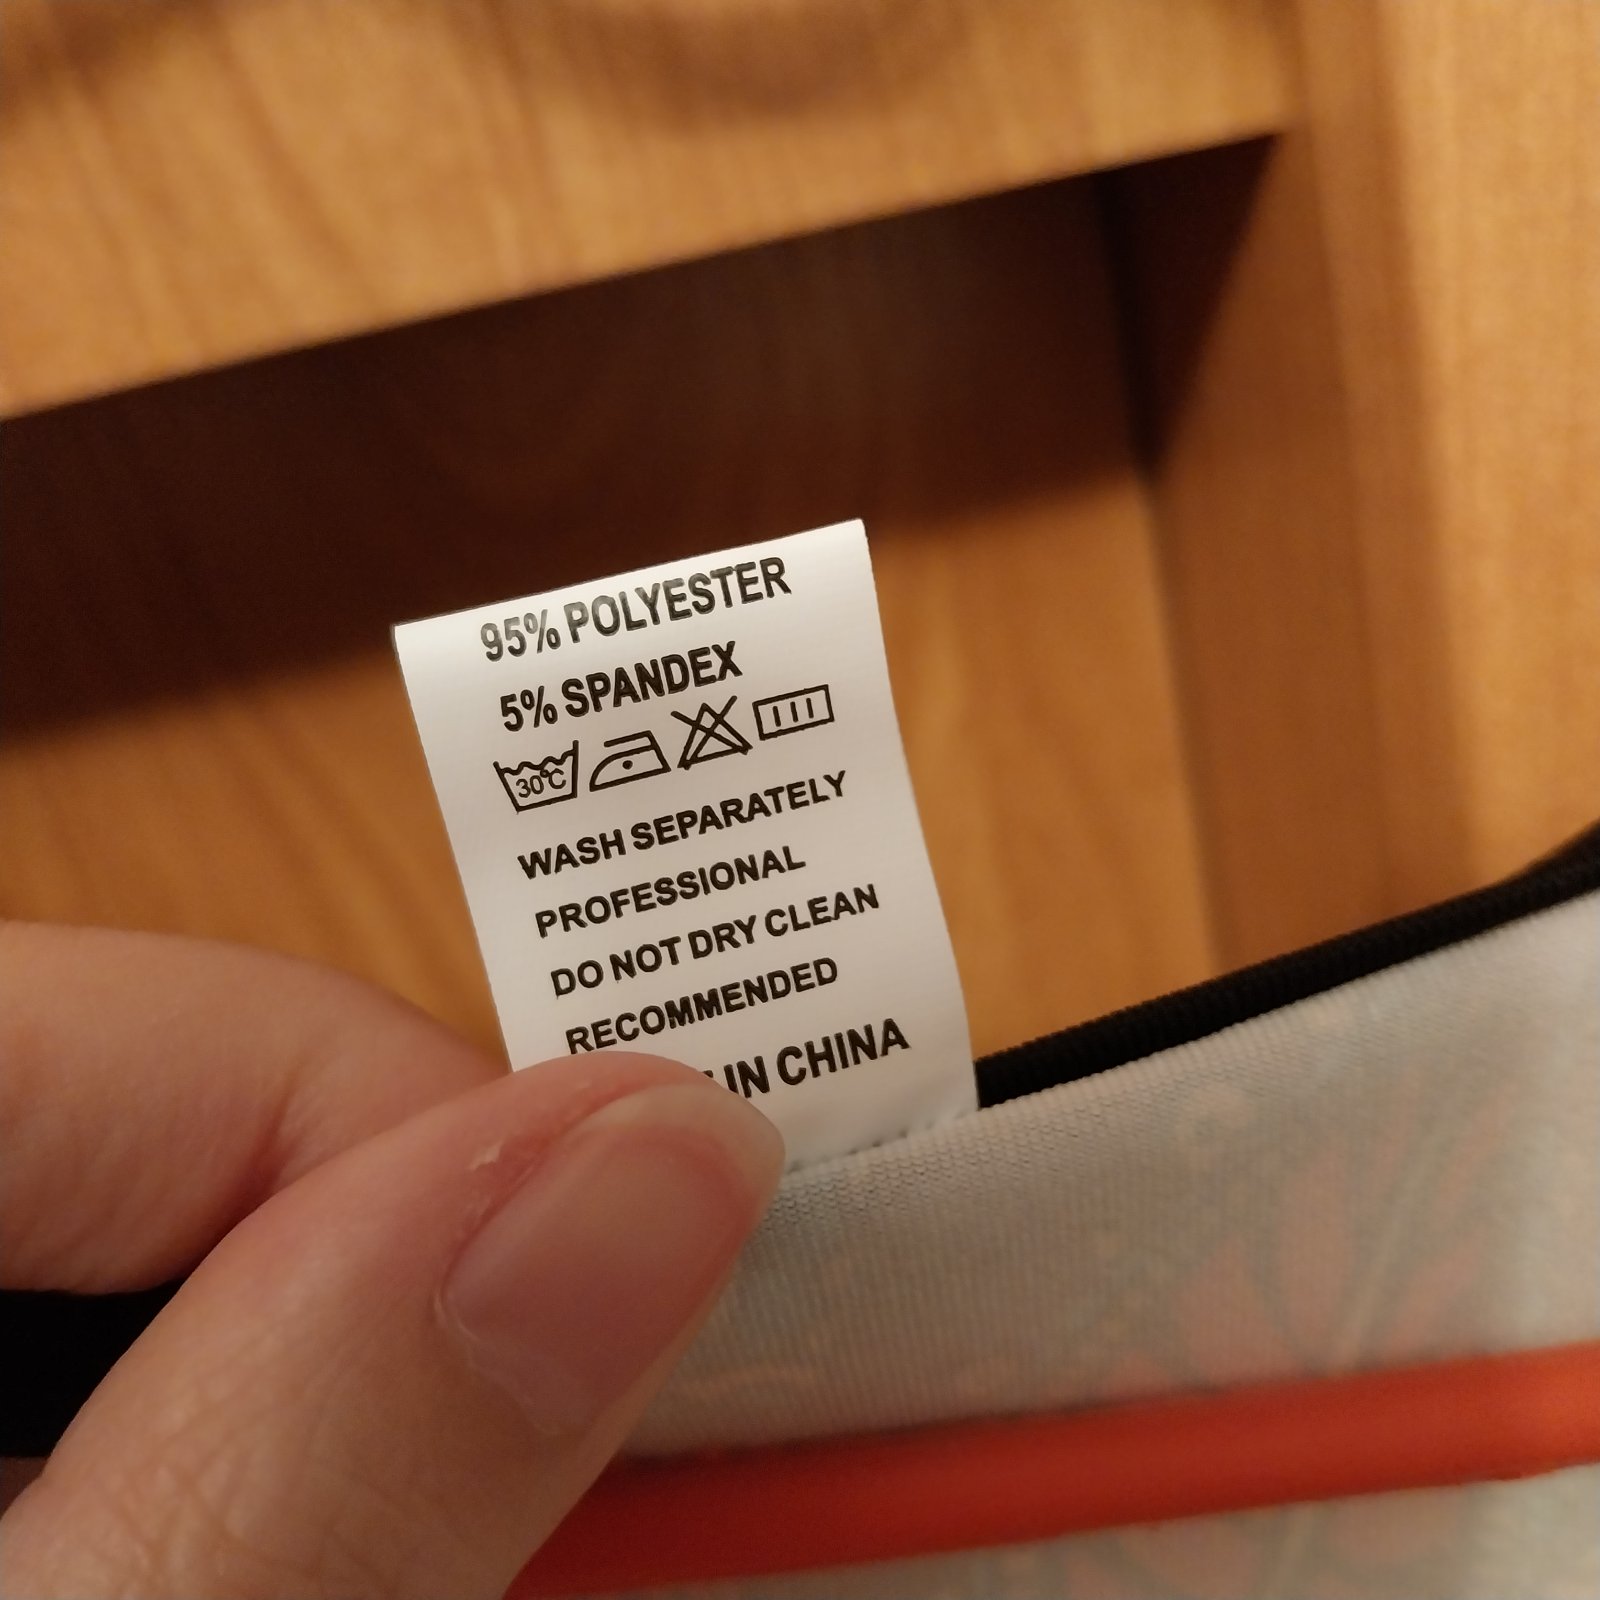 95% POLYESTER
5% SPANDEX
30°C
WASH SEPARATELY
PROFESSIONAL
DO NOT DRY CLEAN
RECOMMENDED
IN CHINA